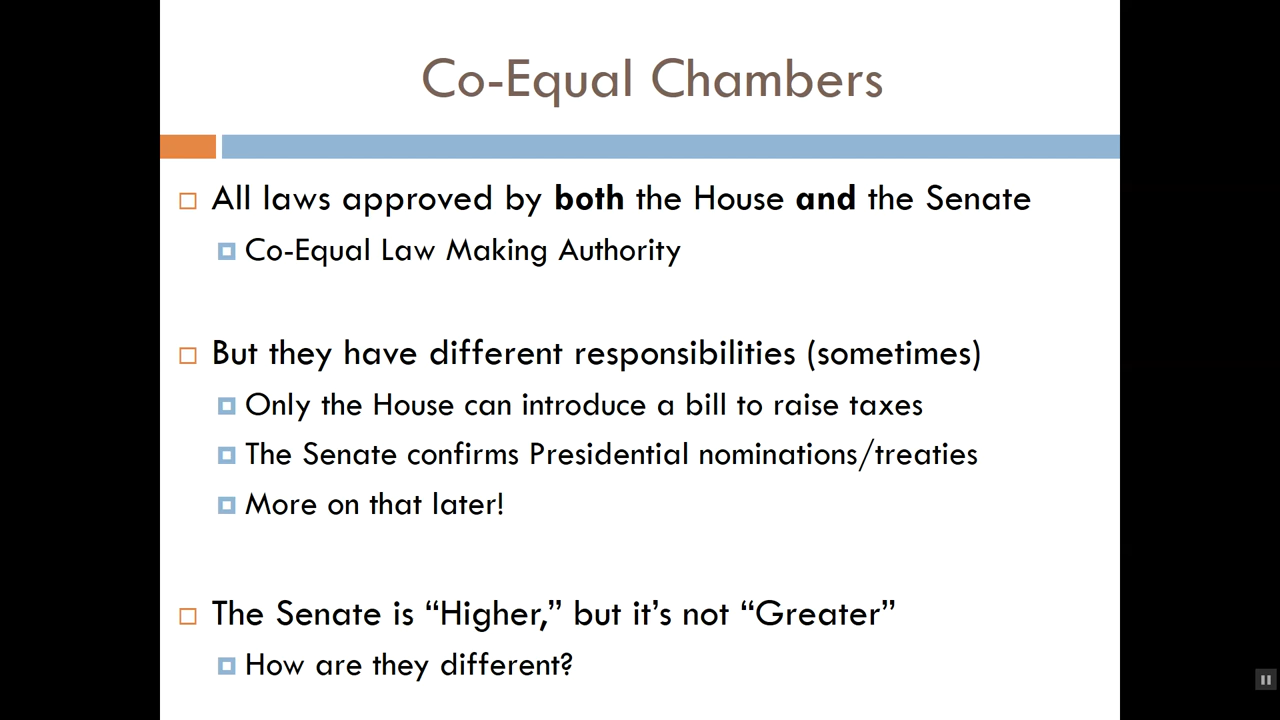 Co-Equal Chambers
All laws approved by both the House and the Senate
Co-Equal Law Making Authority
But they have different responsibilities (sometimes)
Only the House can introduce a bill to raise taxes
The Senate confirms Presidential nominations/treaties
More on that later!
The Senate is “Higher,” but it’s not “Greater”
How are they different?